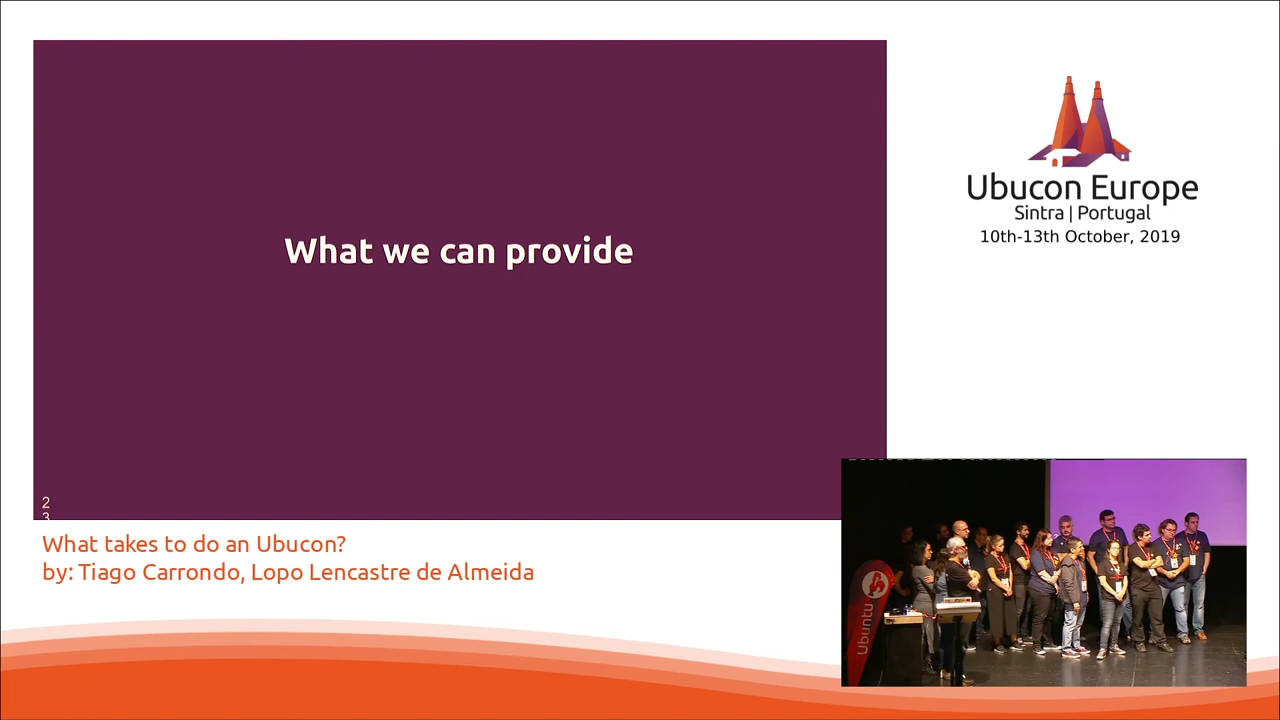 What we can provide
2
3
Ubucon Europe
Sintra | Portugal
10th-13th October, 2019
What takes to do an Ubucon?
by: Tiago Carrondo, Lopo Lencastre de Almeida
Ubuntu